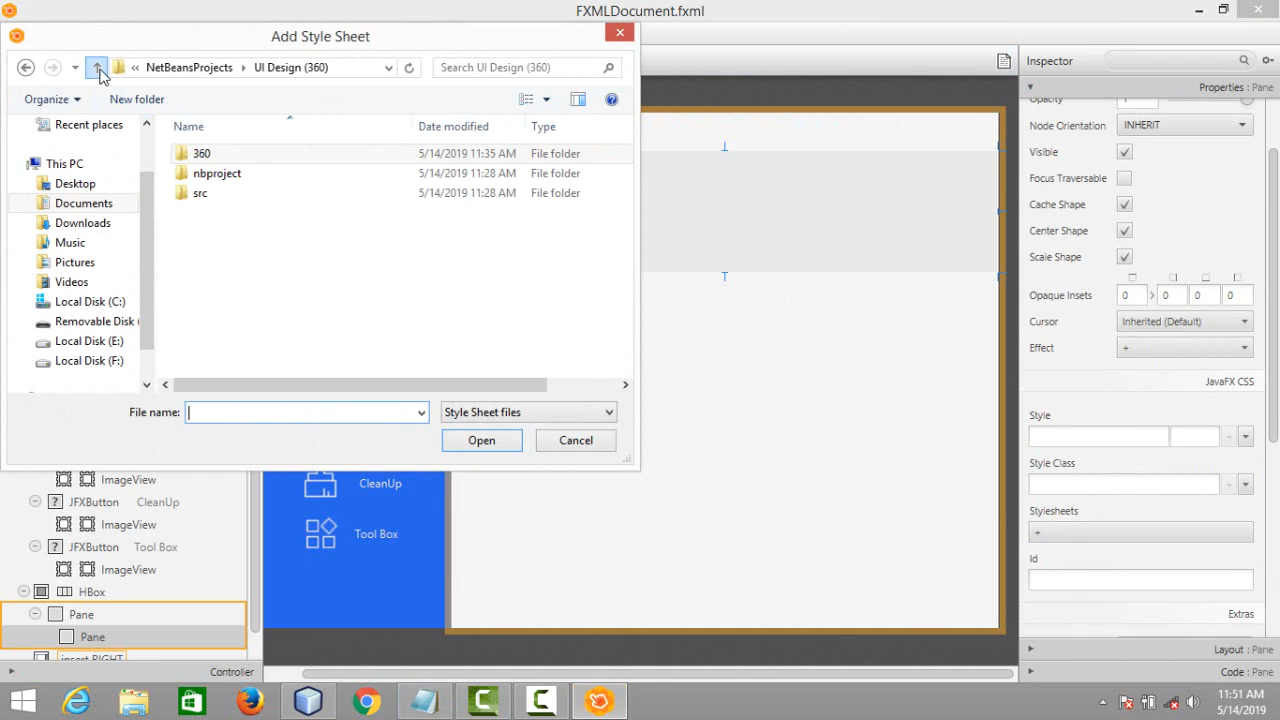 FXMLDocument.fxml
Add Style Sheet
« NetBeansProjects UI Design (360)
Search UI Design (360)
Organize
New folder
Recent places
This PC
Desktop
Documents
Downloads
Music
Pictures
Videos
Local Disk (C:)
Removable Disk (
Local Disk (E:)
Local Disk (F:)
Name Date modified Type
360 5/14/2019 11:35 AM File folder
nbproject 5/14/2019 11:28 AM File folder
src 5/14/2019 11:28 AM File folder
File name:
Style Sheet files
Open
Cancel
ImageView
JFXButton CleanUp
ImageView
JFXButton Tool Box
ImageView
HBox
Pane
Pane
insert RIGHT
Controller
CleanUp
Tool Box
Inspector
Properties : Pane
Opacity 1
Node Orientation INHERIT
Visible
Focus Traversable
Cache Shape
Center Shape
Scale Shape
Opaque Insets 0 0 0 0
Cursor Inherited (Default)
Effect +
JavaFX CSS
Style
Style Class
Stylesheets
+
Id
Extras
Layout : Pane
Code : Pane
11:51 AM
5/14/2019